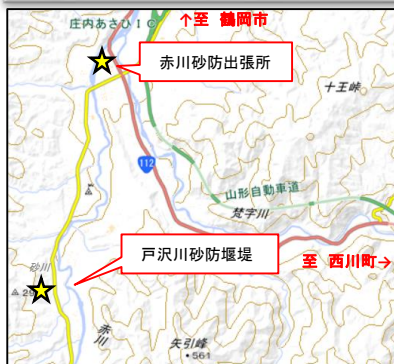 庄内あさひIC
↑至 鶴岡市
赤川砂防出張所
十王峠
112
山形自動車道
梵字川
戸沢川砂防堰堤
至 西川町→
砂川
赤川
矢引峰
・561